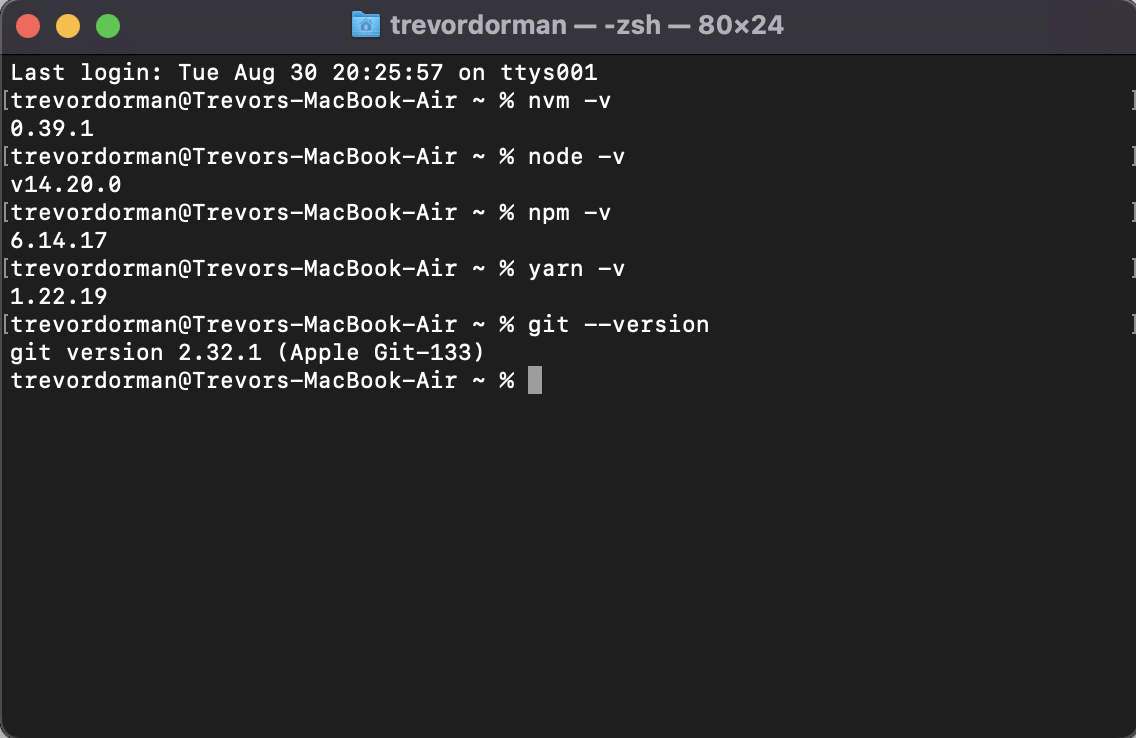 trevordorman — -zsh — 80×24
Last login: Tue Aug 30 20:25:57 on ttys001
[trevordorman@Trevors-MacBook-Air ~ % nvm -v ]
0.39.1
[trevordorman@Trevors-MacBook-Air ~ % node -v ]
v14.20.0
[trevordorman@Trevors-MacBook-Air ~ % npm -v ]
6.14.17
[trevordorman@Trevors-MacBook-Air ~ % yarn -v ]
1.22.19
[trevordorman@Trevors-MacBook-Air ~ % git --version ]
git version 2.32.1 (Apple Git-133)
trevordorman@Trevors-MacBook-Air ~ %